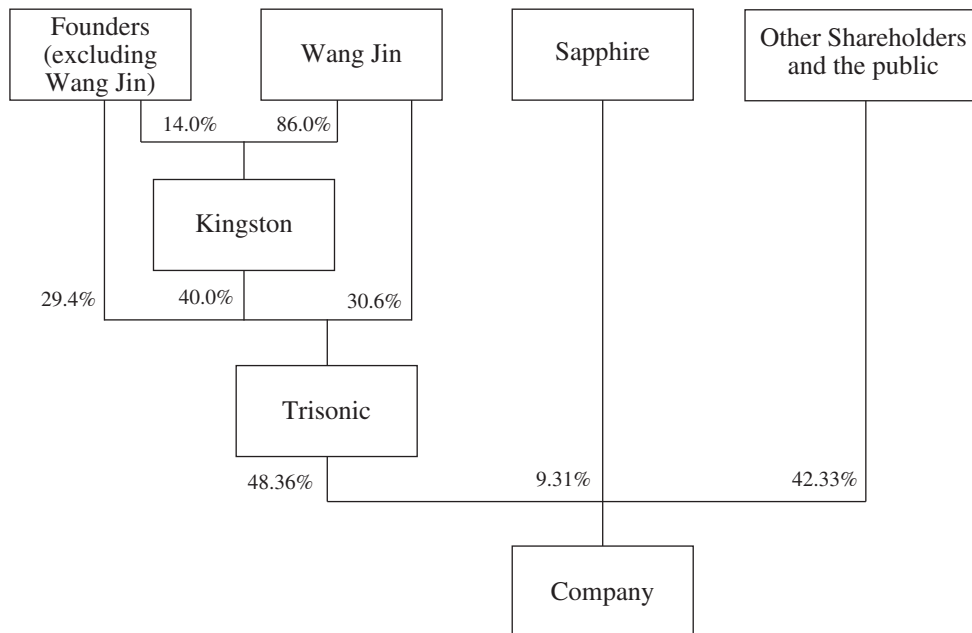 Founders
(excluding
Wang Jin)
Wang Jin
Sapphire
Other Shareholders
and the public
14.0%
86.0%
Kingston
29.4%
40.0%
30.6%
Trisonic
48.36%
9.31%
42.33%
Company